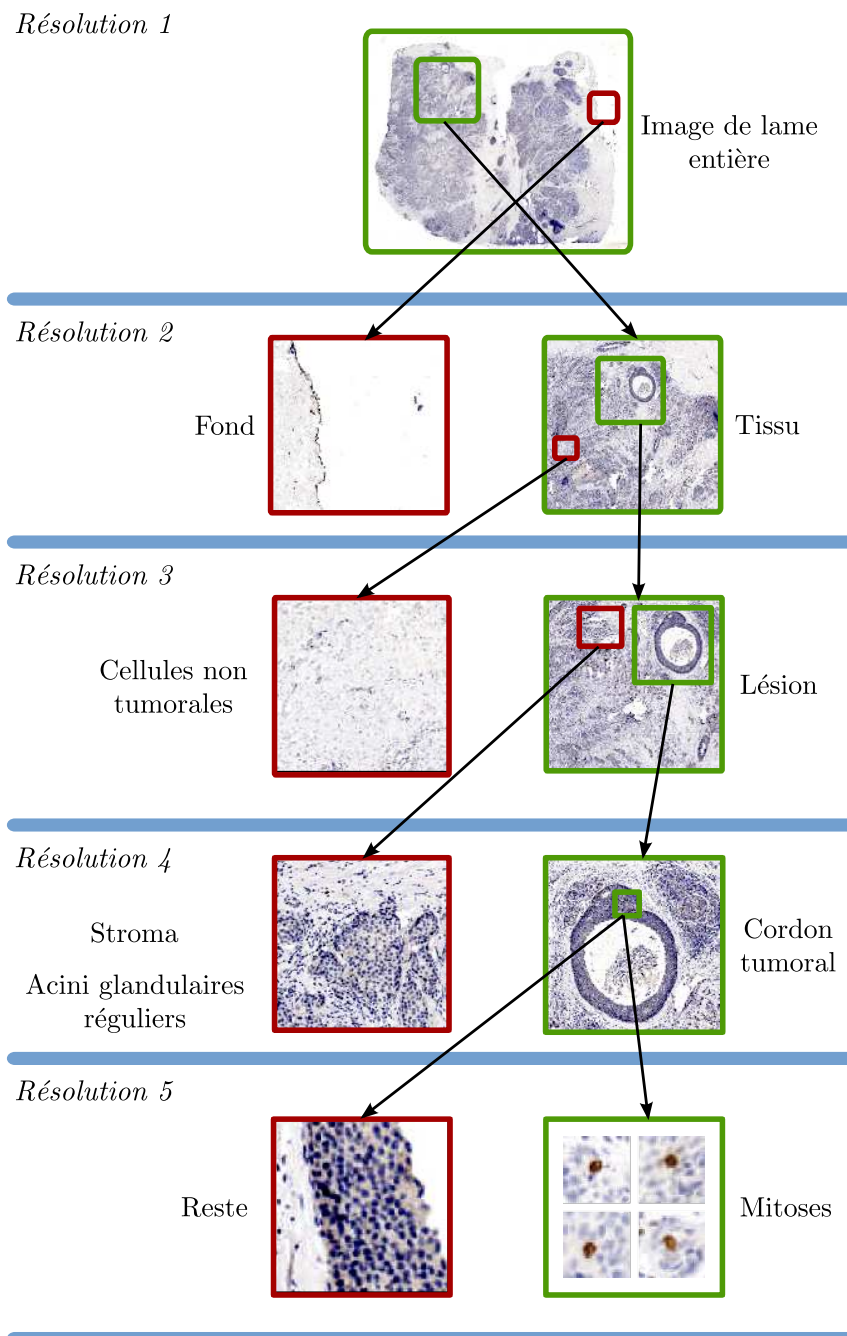 Résolution 1
Image de lame
entière
Résolution 2
Fond
Tissu
Résolution 3
Cellules non
tumorales
Lésion
Résolution 4
Stroma
Acini glandulaires
réguliers
Cordon
tumoral
Résolution 5
Reste
Mitoses